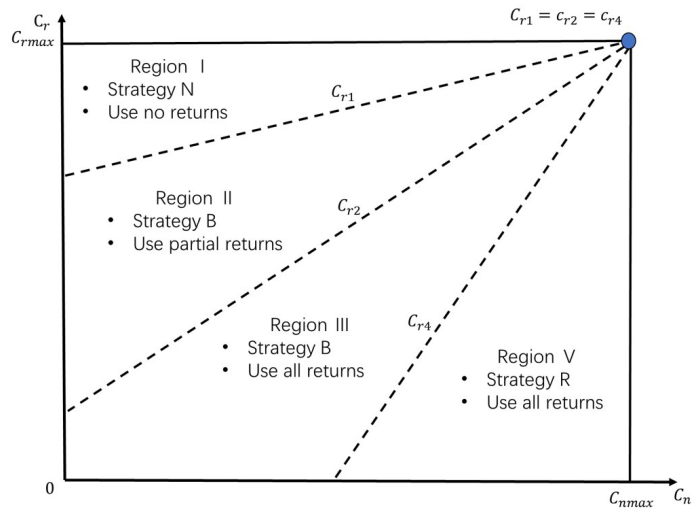 C_r
C_rmax
C_r1 = c_r2 = c_r4
Region Ⅰ
• Strategy N
• Use no returns
C_r1
Region Ⅱ
• Strategy B
• Use partial returns
C_r2
Region Ⅲ
• Strategy B
• Use all returns
C_r4
Region Ⅴ
• Strategy R
• Use all returns
0
C_nmax
C_n